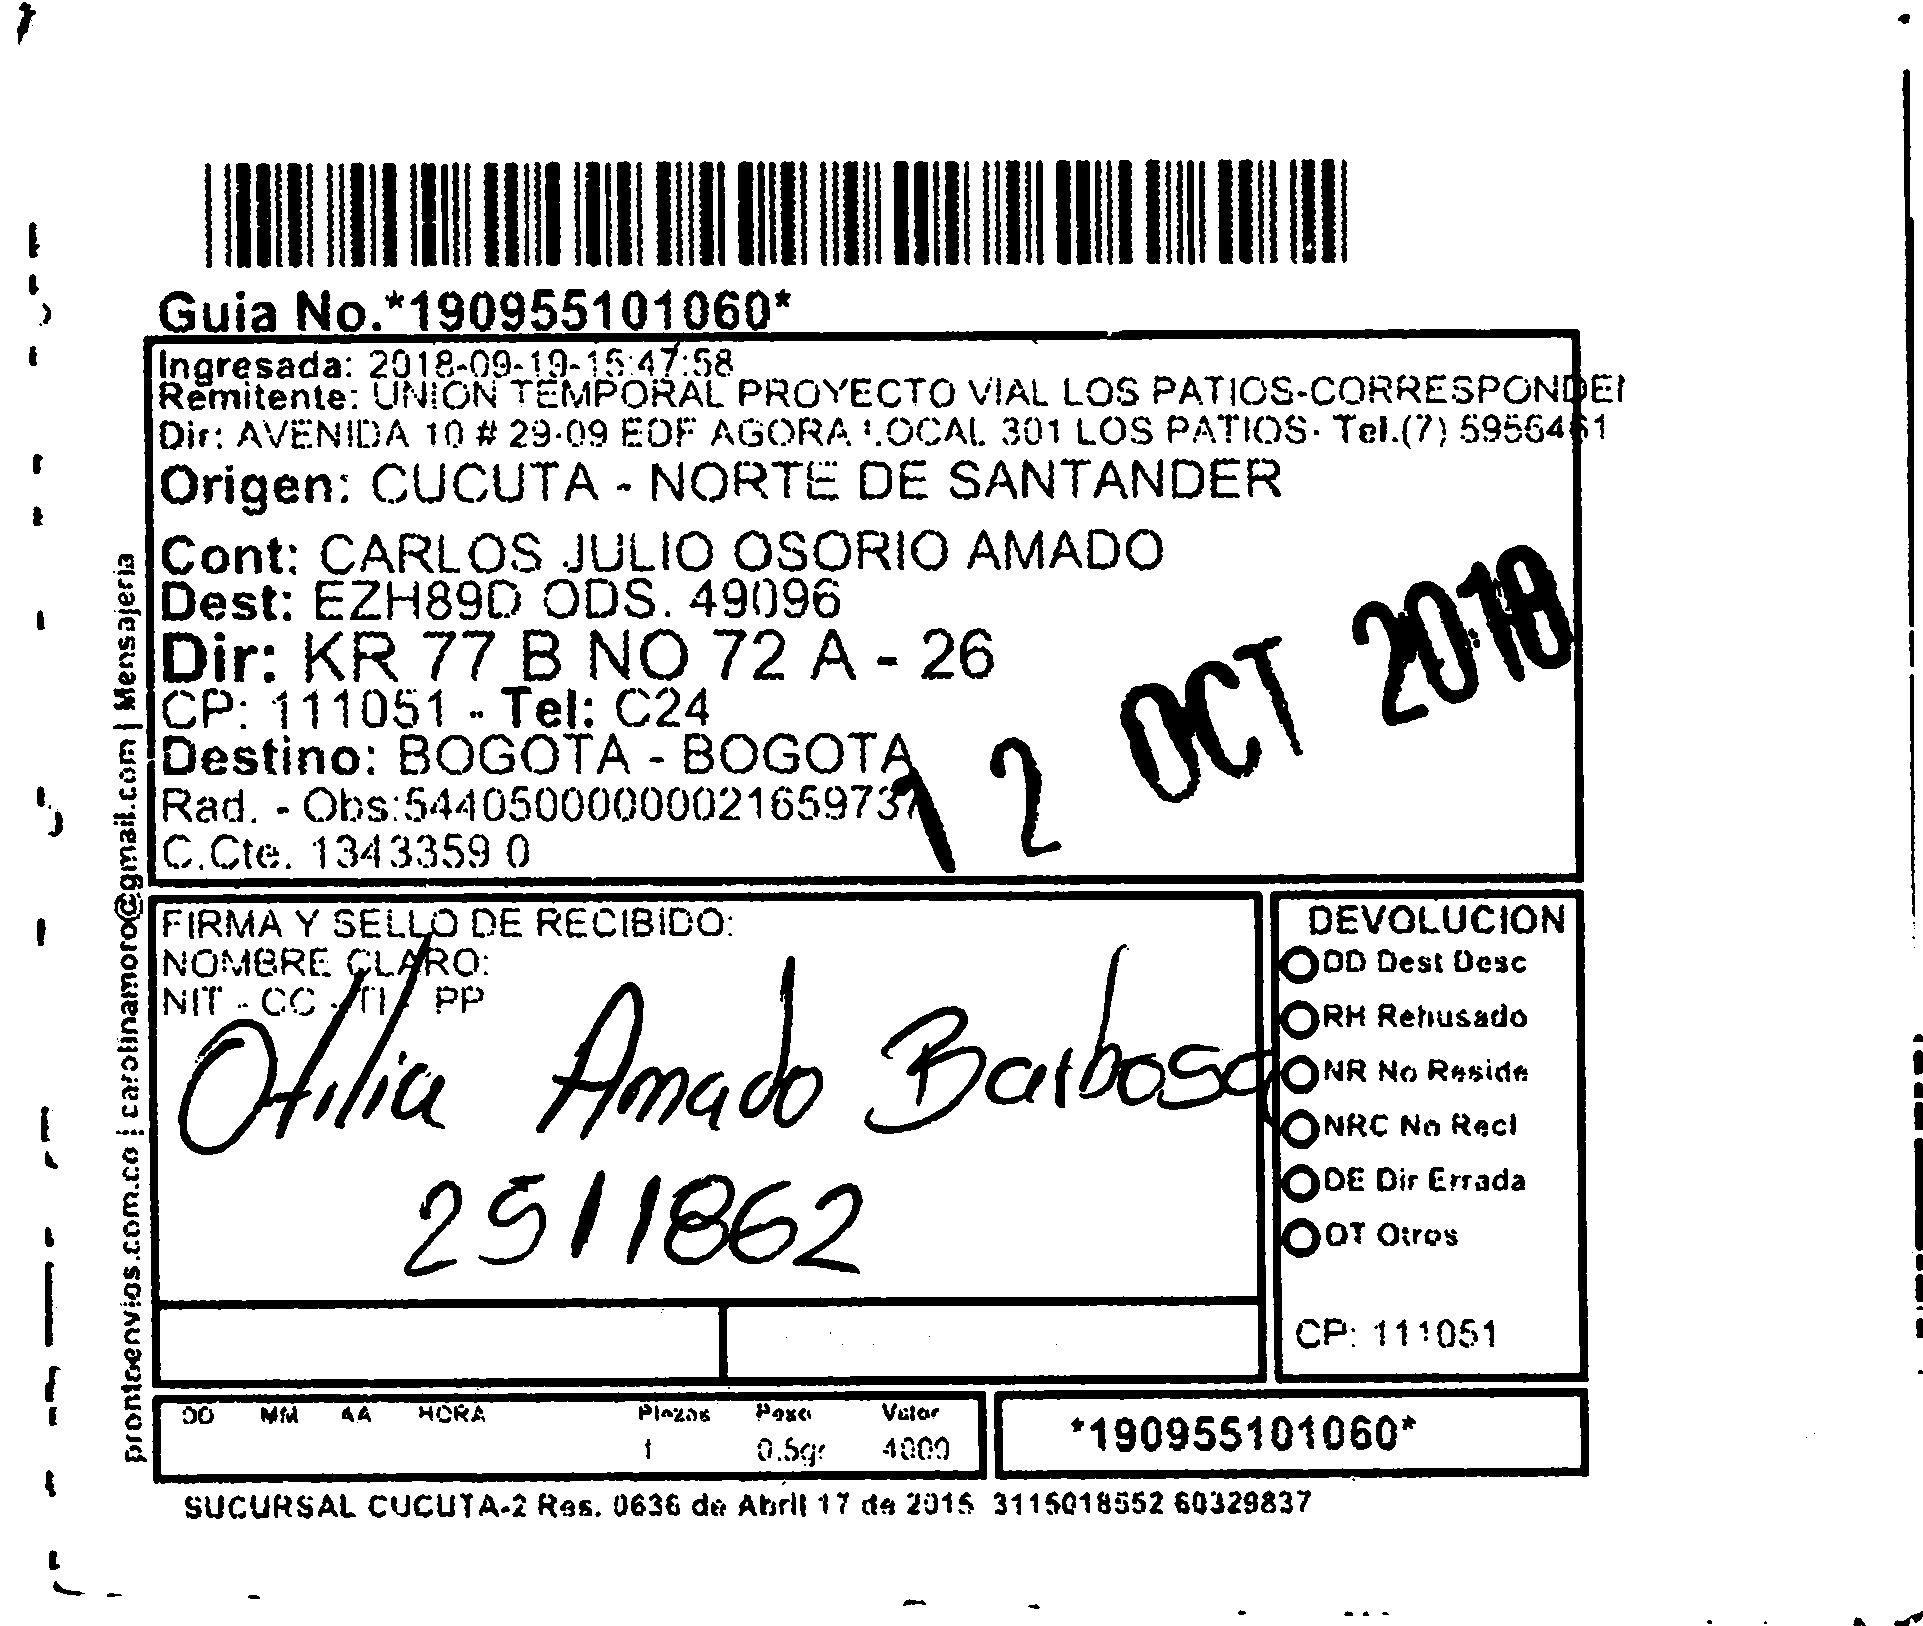 Guia No.*190955101060*
Ingresada: 2018-09-19-15:47:58
Remitente: UNION TEMPORAL PROYECTO VIAL LOS PATIOS-CORRESPONDEN
Dir: AVENIDA 10 # 29-09 EDF AGORA LOCAL 301 LOS PATIOS- Tel.(7) 5956461
Origen: CUCUTA - NORTE DE SANTANDER
Cont: CARLOS JULIO OSORIO AMADO
Dest: EZH89D ODS. 49096
Dir: KR 77 B NO 72 A - 26
CP: 111051 - Tel: C24
Destino: BOGOTA - BOGOTA
Rad. - Obs:54405000000021659737
C.Cte. 1343359 0
12 OCT 2018
prontoenvios.com.co | carolinamoro@gmail.com | Mensajeria
FIRMA Y SELLO DE RECIBIDO:
NOMBRE CLARO:
NIT - CC - TI / PP
Otilia Amado Barbosa
2511862
DEVOLUCION
DD Dest Desc
RH Rehusado
NR No Reside
NRC No Recl
DE Dir Errada
OT Otros
CP: 111051
DD MM AA HORA Piezas Peso Valor
1 0.5gr 4000
*190955101060*
SUCURSAL CUCUTA-2 Res. 0636 de Abril 17 de 2015 3115018552 60329837